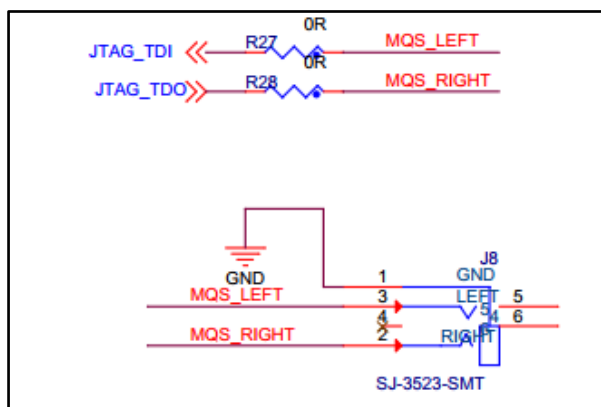 0R
JTAG_TDI R27 MQS_LEFT
0R
JTAG_TDO R28 MQS_RIGHT
J8
GND 1 GND
MQS_LEFT 3 LEFT 5
5
4 4 6
MQS_RIGHT 2 RIGHT
SJ-3523-SMT